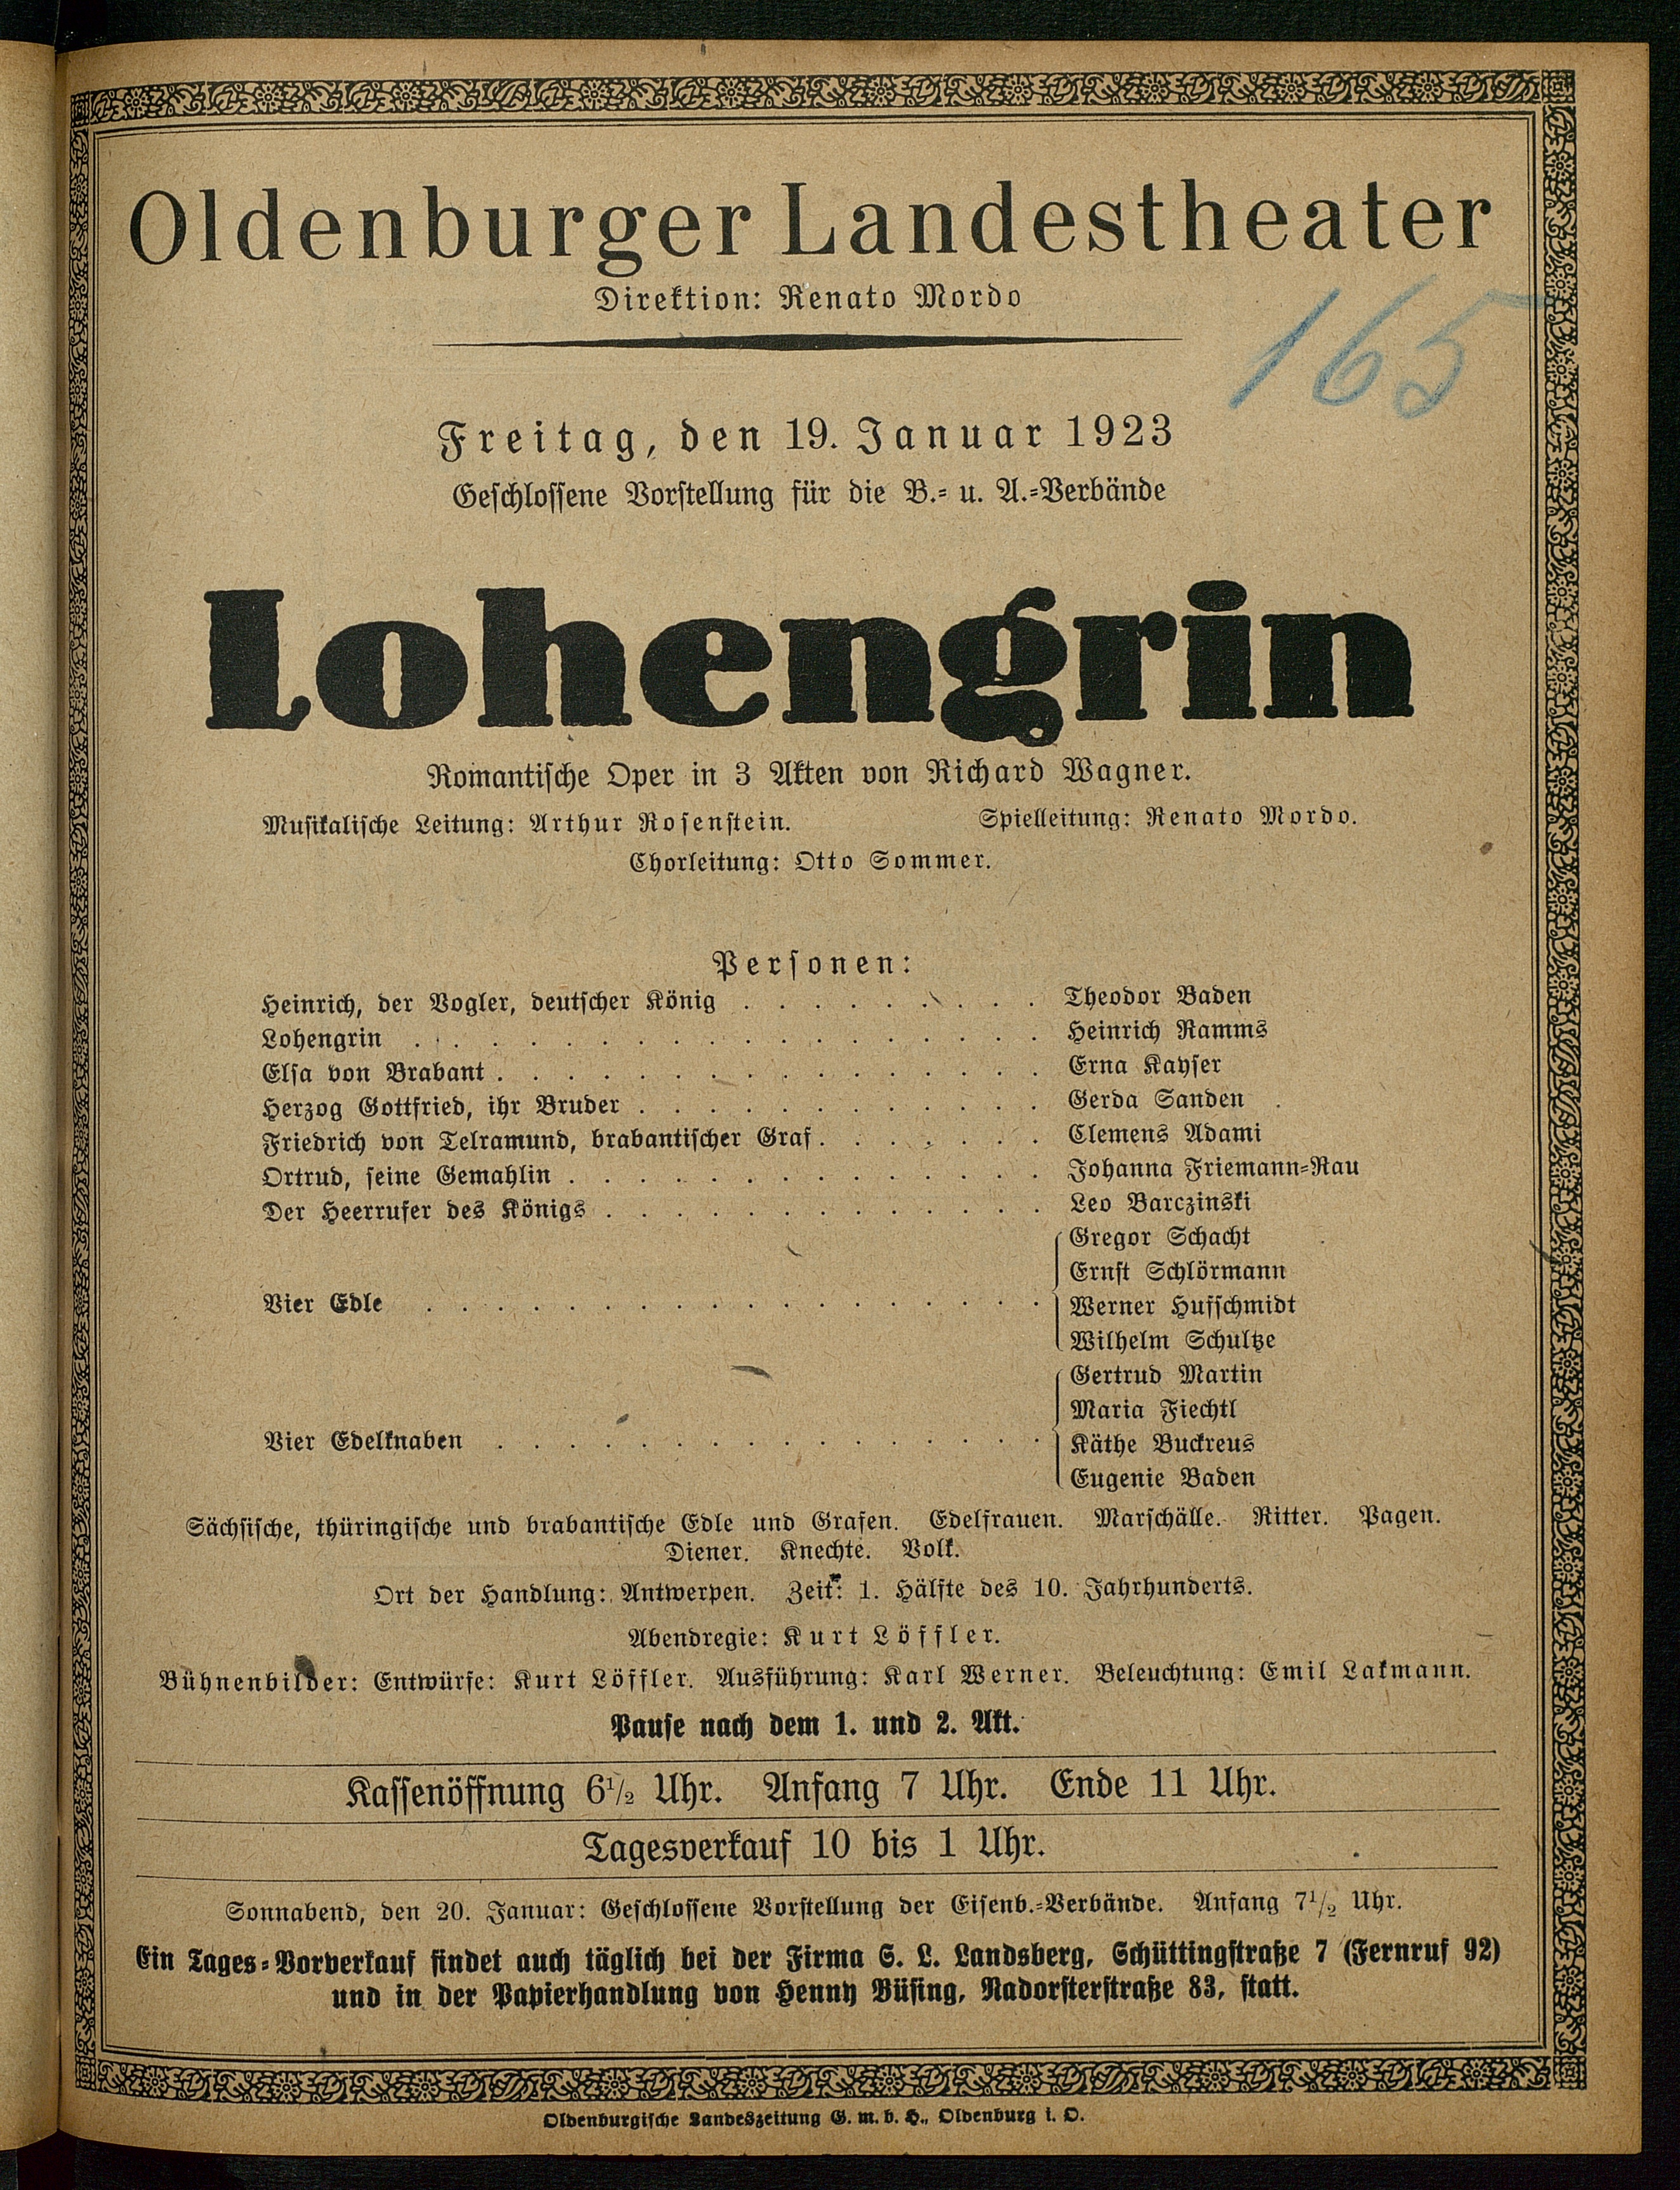 Oldenburger Landestheater
Direktion: Renato Mordo
165
Freitag, den 19. Januar 1923
Geschlossene Vorstellung für die B.- u. A.-Verbände
Lohengrin
Romantische Oper in 3 Akten von Richard Wagner.
Musikalische Leitung: Arthur Rosenstein. Spielleitung: Renato Mordo.
Chorleitung: Otto Sommer.
Personen:
Heinrich, der Vogler, deutscher König . . . . . . . . . Theodor Baden
Lohengrin . . . . . . . . . . . . . . . . . . Heinrich Ramms
Elsa von Brabant . . . . . . . . . . . . . . . . Erna Kayser
Herzog Gottfried, ihr Bruder . . . . . . . . . . . . Gerda Sanden
Friedrich von Telramund, brabantischer Graf . . . . . . . Clemens Adami
Ortrud, seine Gemahlin . . . . . . . . . . . . . . Johanna Friemann-Rau
Der Heerrufer des Königs . . . . . . . . . . . . . Leo Barczinski
Gregor Schacht
Ernst Schlörmann
Vier Edle . . . . . . . . . . . . . . . . . . Werner Hufschmidt
Wilhelm Schultze
Gertrud Martin
Maria Fiechtl
Vier Edelknaben . . . . . . . . . . . . . . . . Käthe Buckreus
Eugenie Baden
Sächsische, thüringische und brabantische Edle und Grafen. Edelfrauen. Marschälle. Ritter. Pagen.
Diener. Knechte. Volk.
Ort der Handlung: Antwerpen. Zeit: 1. Hälfte des 10. Jahrhunderts.
Abendregie: Kurt Löffler.
Bühnenbilder: Entwürfe: Kurt Löffler. Ausführung: Karl Werner. Beleuchtung: Emil Lakmann.
Pause nach dem 1. und 2. Akt.
Kassenöffnung 6½ Uhr. Anfang 7 Uhr. Ende 11 Uhr.
Tagesverkauf 10 bis 1 Uhr.
Sonnabend, den 20. Januar: Geschlossene Vorstellung der Eisenb.-Verbände. Anfang 7½ Uhr.
Ein Tages-Vorverkauf findet auch täglich bei der Firma S. L. Landsberg, Schüttingstraße 7 (Fernruf 92)
und in der Papierhandlung von Henny Büsing, Nadorsterstraße 83, statt.
Oldenburgische Landeszeitung G. m. b. H., Oldenburg i. O.